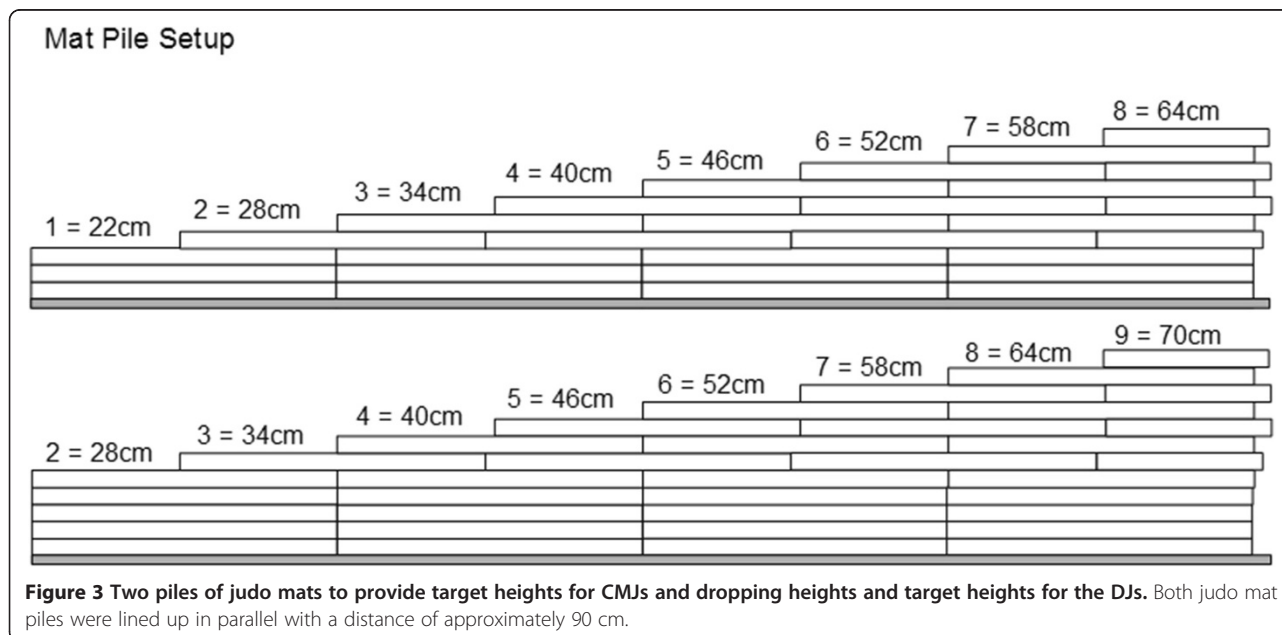 Mat Pile Setup
8 = 64cm
7 = 58cm
6 = 52cm
5 = 46cm
4 = 40cm
3 = 34cm
2 = 28cm
1 = 22cm
9 = 70cm
8 = 64cm
7 = 58cm
6 = 52cm
5 = 46cm
4 = 40cm
3 = 34cm
2 = 28cm
Figure 3 Two piles of judo mats to provide target heights for CMJs and dropping heights and target heights for the DJs. Both judo mat
piles were lined up in parallel with a distance of approximately 90 cm.